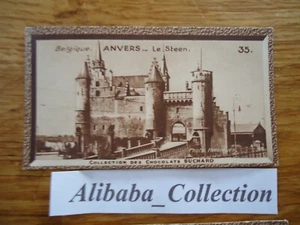 Belgique. ANVERS._ Le Steen. 35.
COLLECTION DES CHOCOLATS SUCHARD
Alibaba_Collection